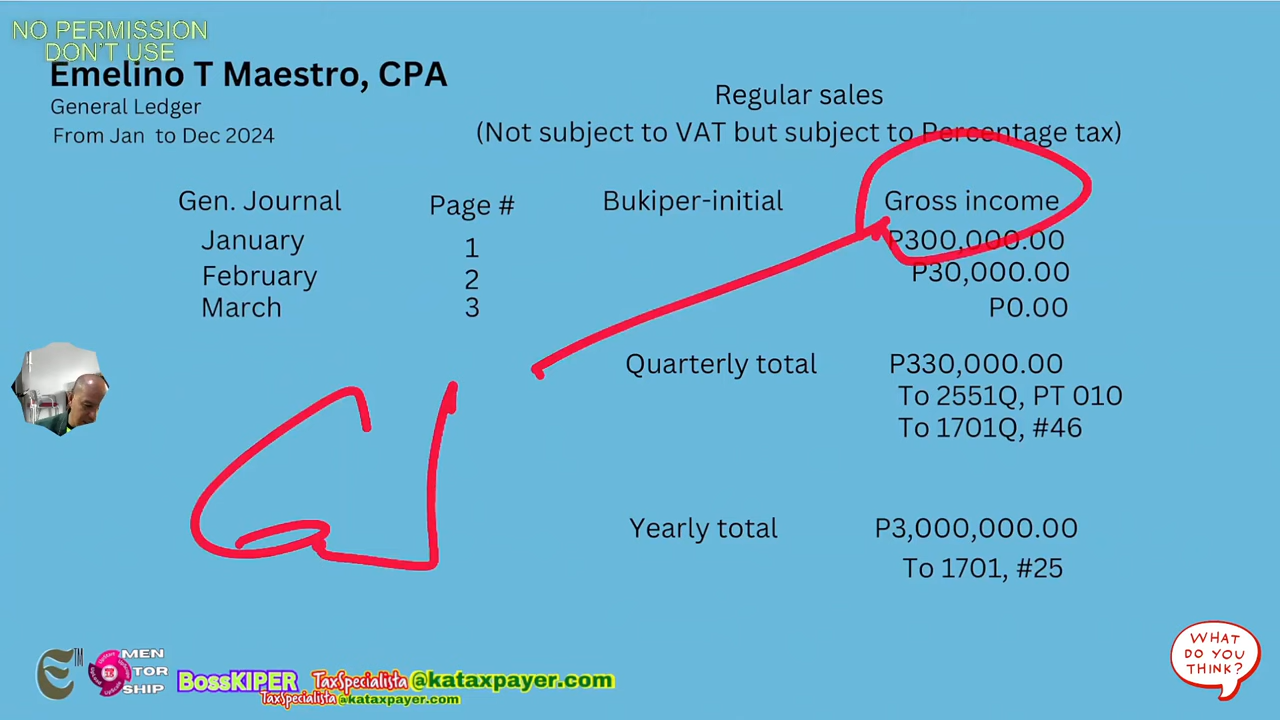 NO PERMISSION
DON'T USE
Emelino T Maestro, CPA
General Ledger
From Jan to Dec 2024
Regular sales
(Not subject to VAT but subject to Percentage tax)
Gen. Journal Page # Bukiper-initial Gross income
January 1 P300,000.00
February 2 P30,000.00
March 3 P0.00
Quarterly total P330,000.00
To 2551Q, PT 010
To 1701Q, #46
Yearly total P3,000,000.00
To 1701, #25
MEN
TOR
SHIP
BossKIPER TaxSpecialista @kataxpayer.com
TaxSpecialista @kataxpayer.com
WHAT
DO YOU
THINK?